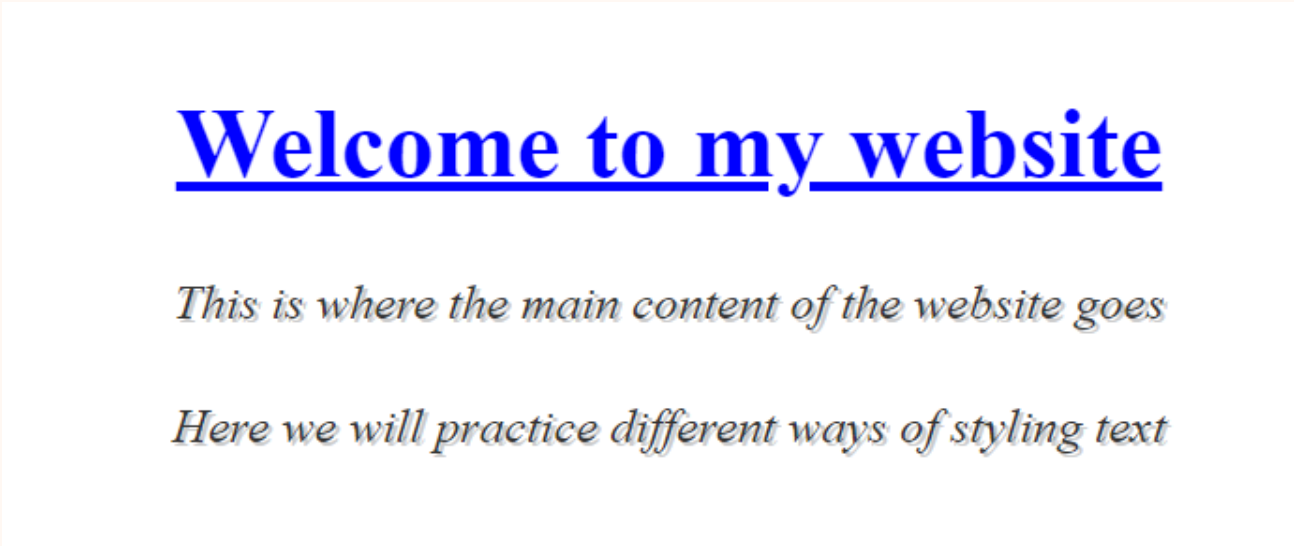 Welcome to my website
This is where the main content of the website goes
Here we will practice different ways of styling text